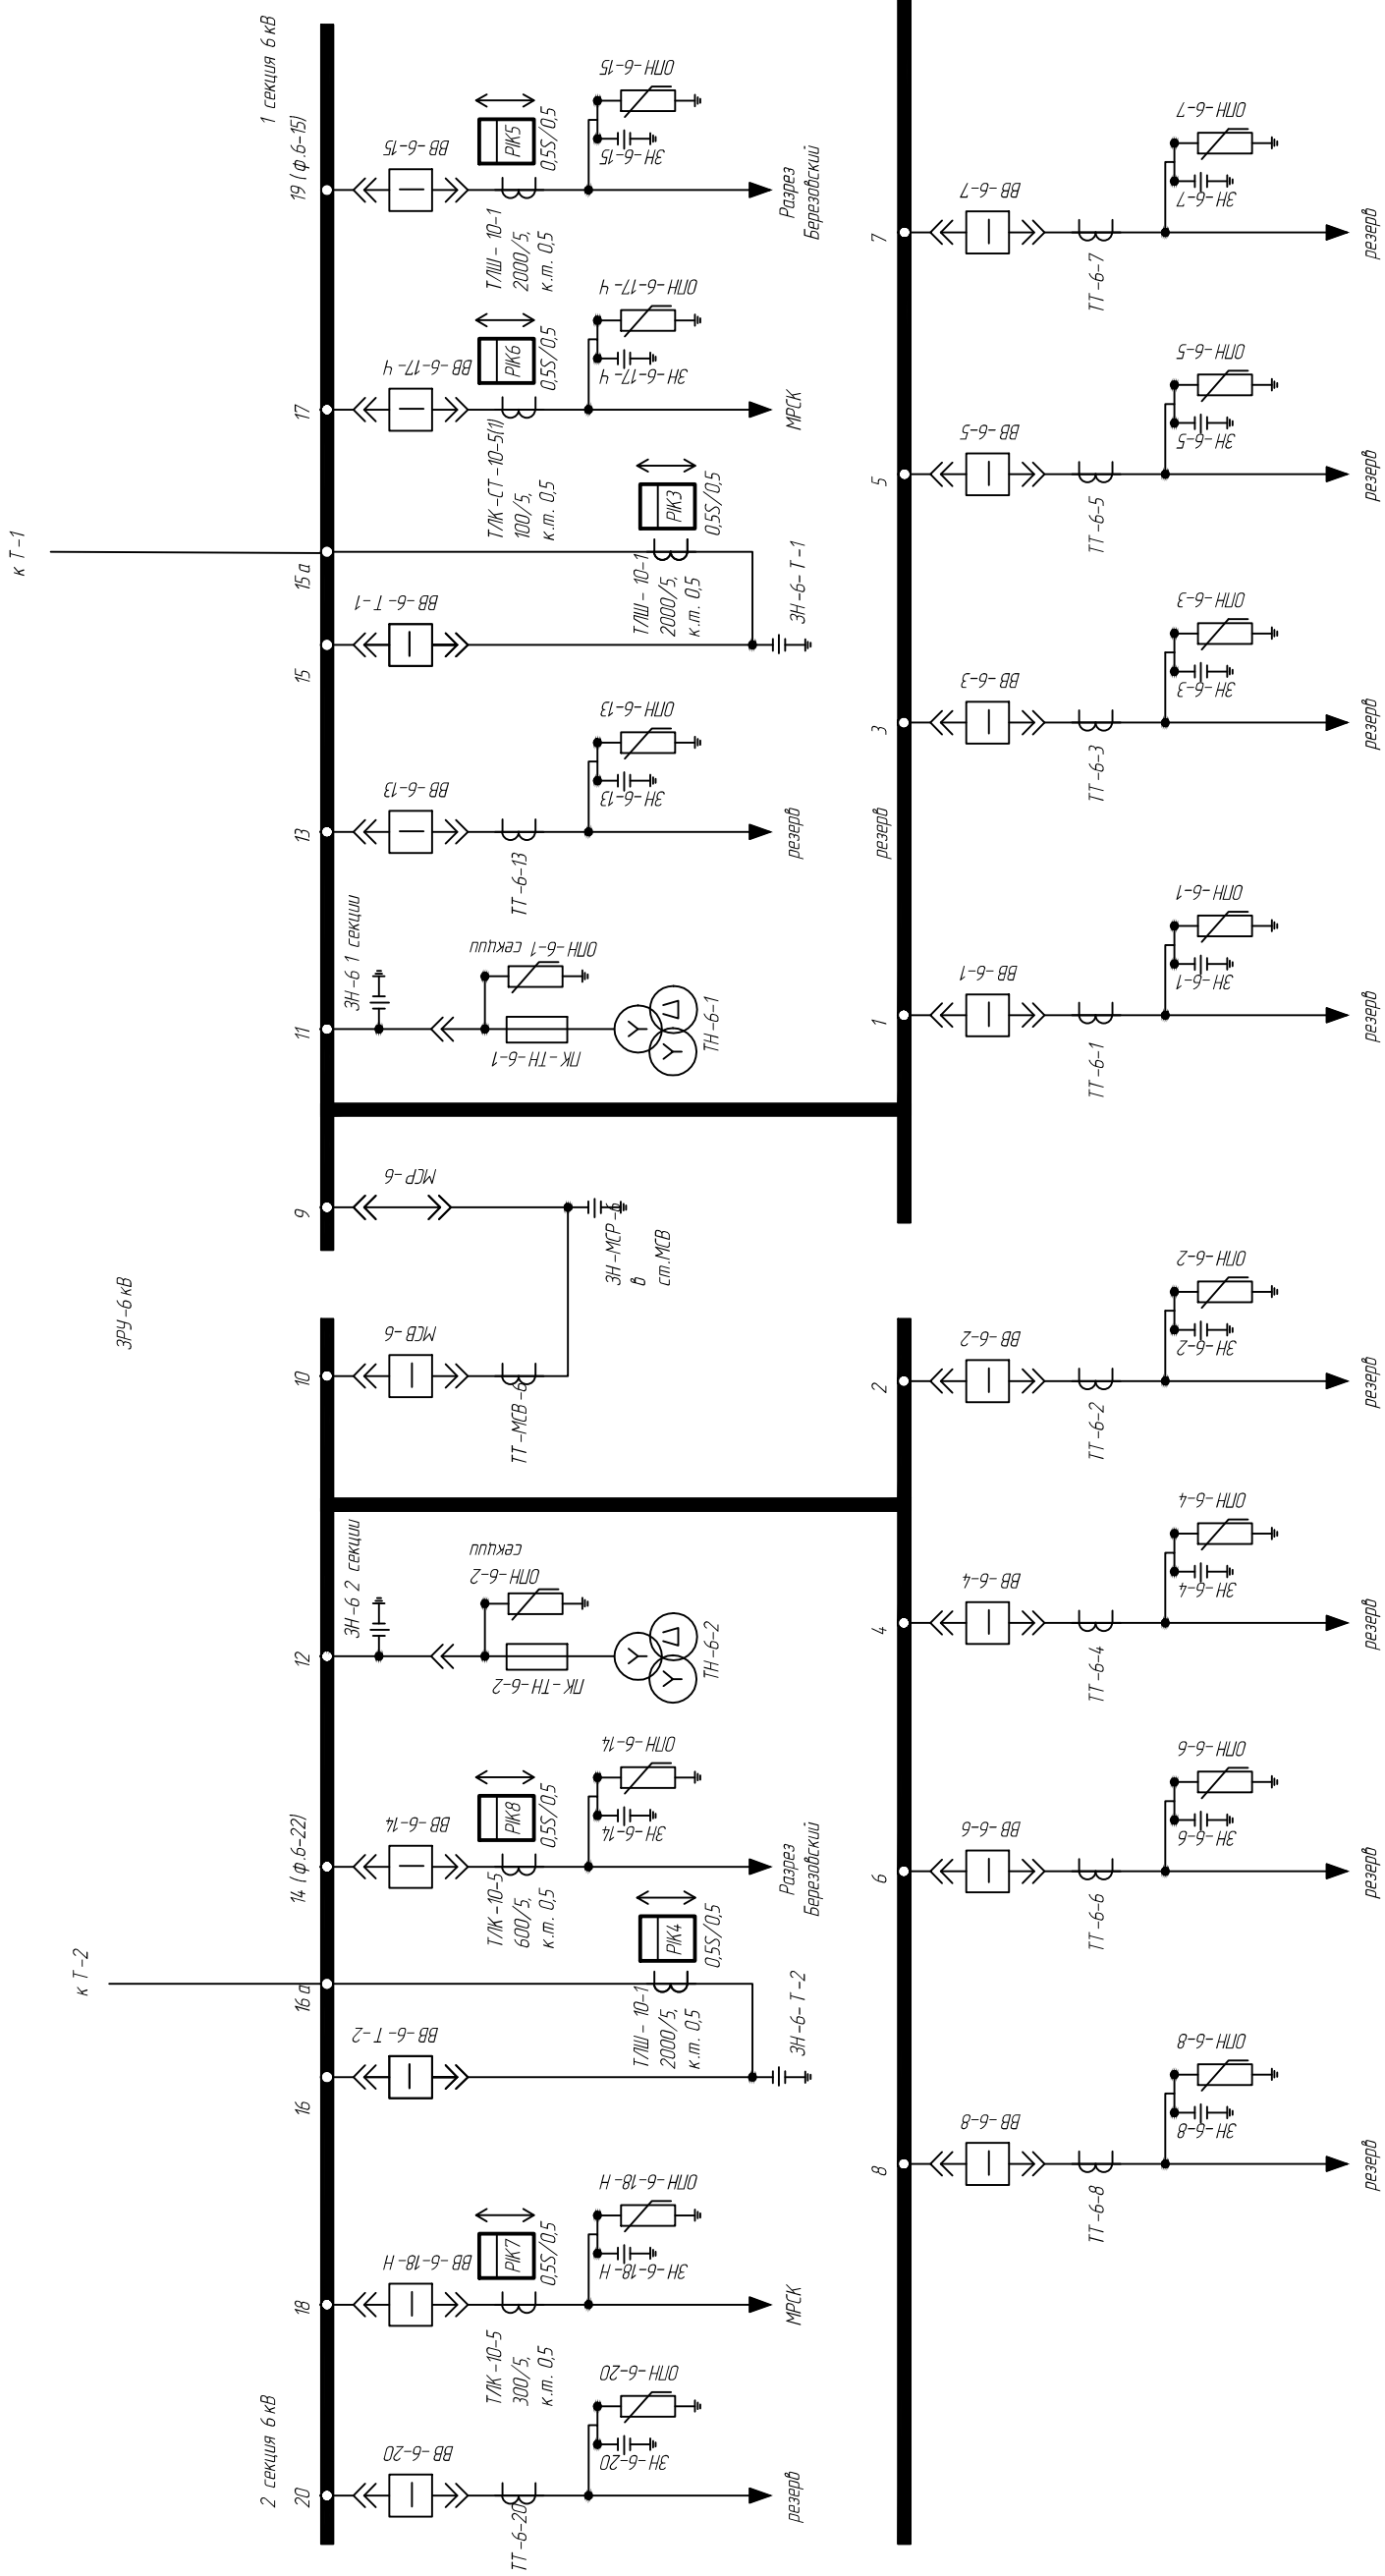 ЗРУ-6 кВ
к Т-2
к Т-1
2 секция 6 кВ
1 секция 6 кВ
20
ВВ-6-20
ТТ-6-20
ЗН-6-20
ОПН-6-20
резерв
18
ВВ-6-18-Н
PIK7
0,5S/0,5
ТЛК-10-5
300/5,
к.т. 0,5
ЗН-6-18-Н
ОПН-6-18-Н
МРСК
16
ВВ-6-Т-2
16 а
ТЛШ-10-1
2000/5,
к.т. 0,5
PIK4
0,5S/0,5
ЗН-6-Т-2
14 (ф.6-22)
ВВ-6-14
PIK8
0,5S/0,5
ТЛК-10-5
600/5,
к.т. 0,5
ЗН-6-14
ОПН-6-14
Разрез
Березовский
12
ЗН-6 2 секции
ПК-ТН-6-2
ОПН-6-2
секции
ТН-6-2
10
МСВ-6
ТТ-МСВ-6
9
МСР-6
ЗН-МСР-6
в
ст.МСВ
11
ЗН-6 1 секции
ПК-ТН-6-1
ОПН-6-1 секции
ТН-6-1
13
ВВ-6-13
ТТ-6-13
ЗН-6-13
ОПН-6-13
резерв
15
ВВ-6-Т-1
15 а
ТЛШ-10-1
2000/5,
к.т. 0,5
PIK3
0,5S/0,5
ЗН-6-Т-1
17
ВВ-6-17-Ч
PIK6
0,5S/0,5
ТЛК-СТ-10-5(1)
100/5,
к.т. 0,5
ЗН-6-17-Ч
ОПН-6-17-Ч
МРСК
19 (ф.6-15)
ВВ-6-15
PIK5
0,5S/0,5
ТЛШ-10-1
2000/5,
к.т. 0,5
ЗН-6-15
ОПН-6-15
Разрез
Березовский
8
ВВ-6-8
ТТ-6-8
ЗН-6-8
ОПН-6-8
резерв
6
ВВ-6-6
ТТ-6-6
ЗН-6-6
ОПН-6-6
резерв
4
ВВ-6-4
ТТ-6-4
ЗН-6-4
ОПН-6-4
резерв
2
ВВ-6-2
ТТ-6-2
ЗН-6-2
ОПН-6-2
резерв
1
ВВ-6-1
ТТ-6-1
ЗН-6-1
ОПН-6-1
резерв
резерв
3
ВВ-6-3
ТТ-6-3
ЗН-6-3
ОПН-6-3
резерв
5
ВВ-6-5
ТТ-6-5
ЗН-6-5
ОПН-6-5
резерв
7
ВВ-6-7
ТТ-6-7
ЗН-6-7
ОПН-6-7
резерв